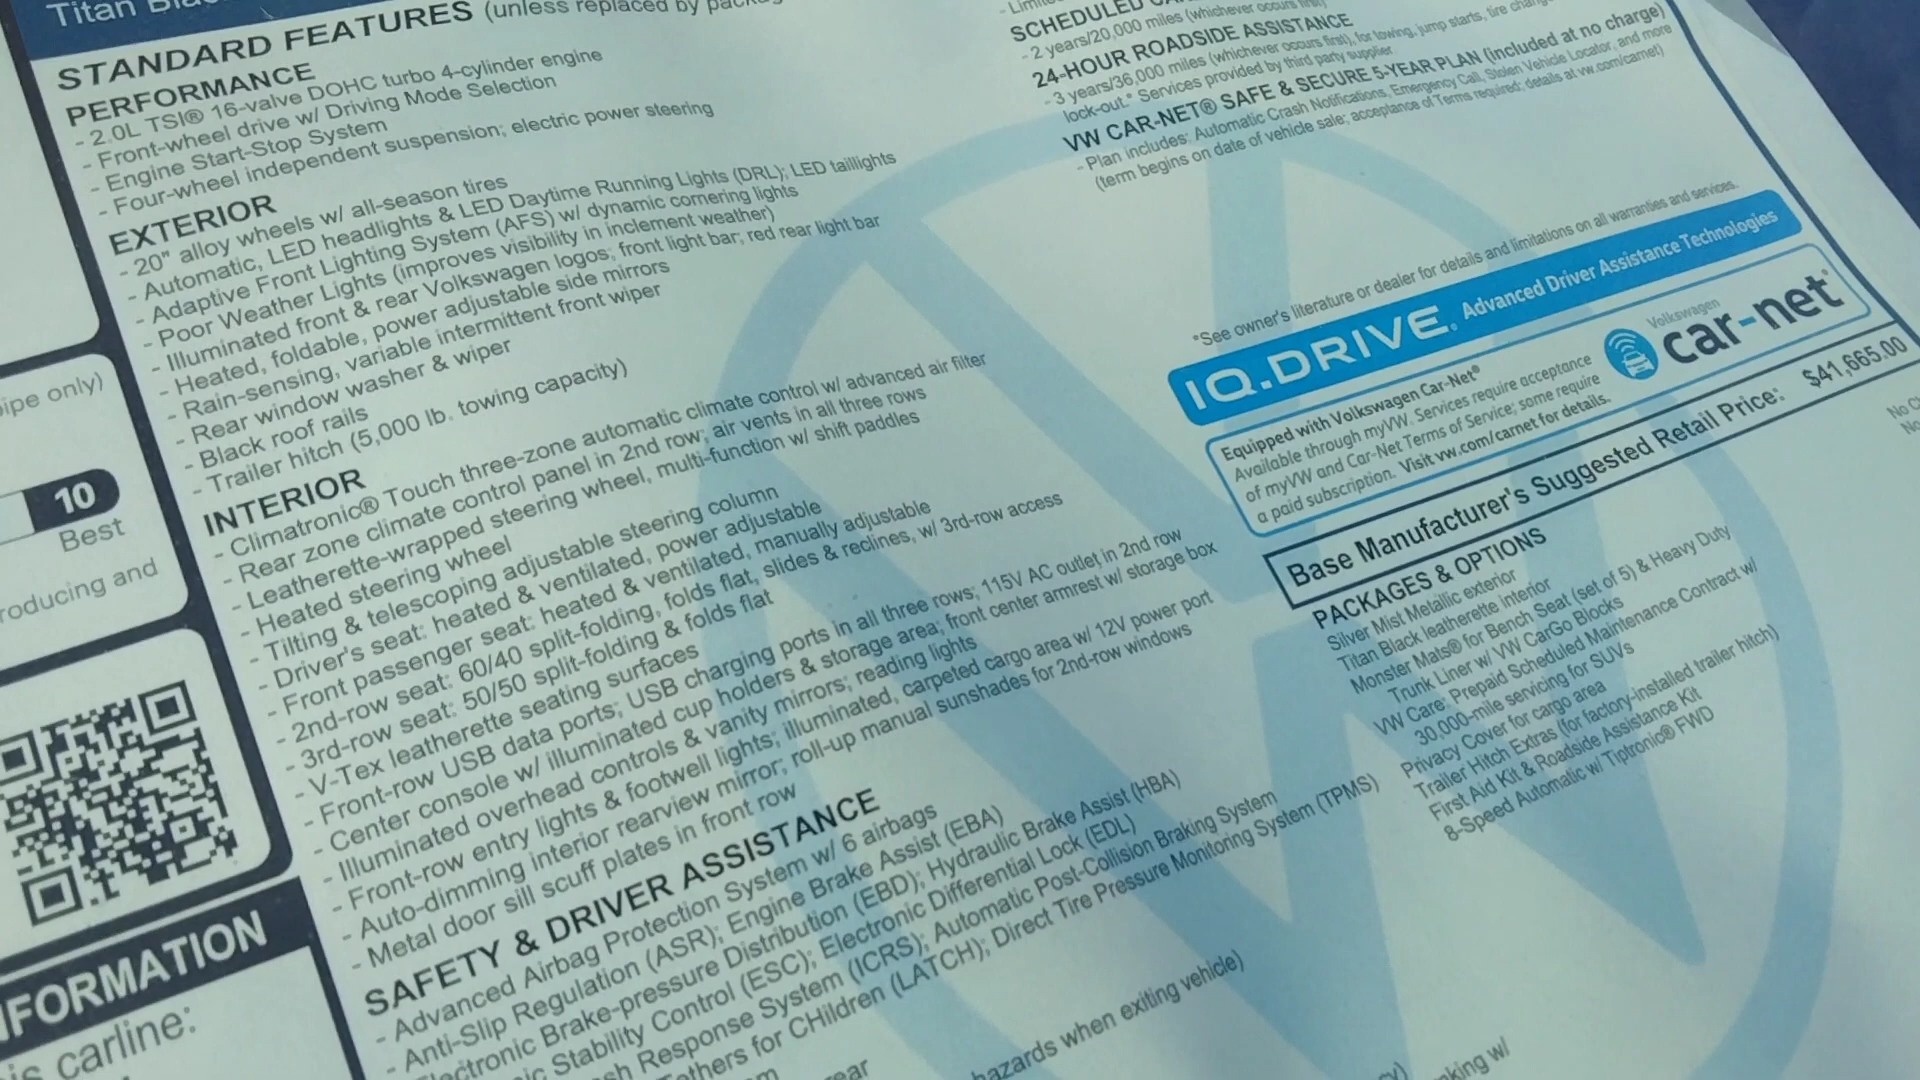 Titan
STANDARD FEATURES (unless replaced by
PERFORMANCE
- 2.0L TSI® 16-valve DOHC turbo 4-cylinder engine
- Front-wheel drive w/ Driving Mode Selection
- Engine Start-Stop System
- Four-wheel independent suspension; electric power steering
EXTERIOR
- 20" alloy wheels w/ all-season tires
- Automatic, LED headlights & LED Daytime Running Lights (DRL); LED taillights
- Adaptive Front Lighting System (AFS) w/ dynamic cornering lights
- Poor Weather Lights (improves visibility in inclement weather)
- Illuminated front & rear Volkswagen logos; front light bar; red rear light bar
- Heated, foldable, power adjustable side mirrors
- Rain-sensing, variable intermittent front wiper
- Rear window washer & wiper
- Black roof rails
- Trailer hitch (5,000 lb. towing capacity)
INTERIOR
- Climatronic® Touch three-zone automatic climate control w/ advanced air filter
- Rear zone climate control panel in 2nd row; air vents in all three rows
- Leatherette-wrapped steering wheel, multi-function w/ shift paddles
- Heated steering wheel
- Tilting & telescoping adjustable steering column
- Driver's seat: heated & ventilated, power adjustable
- Front passenger seat: heated & ventilated, manually adjustable
- 2nd-row seat: 60/40 split-folding, folds flat, slides & reclines, w/ 3rd-row access
- 3rd-row seat: 50/50 split-folding & folds flat
- V-Tex leatherette seating surfaces
- Front-row USB data ports; USB charging ports in all three rows; 115V AC outlet in 2nd row
- Center console w/ illuminated cup holders & storage area; front center armrest w/ storage box
- Illuminated overhead controls & vanity mirrors; reading lights
- Front-row entry lights & footwell lights; illuminated, carpeted cargo area w/ 12V power port
- Auto-dimming interior rearview mirror; roll-up manual sunshades for 2nd-row windows
- Metal door sill scuff plates in front row
SAFETY & DRIVER ASSISTANCE
- Advanced Airbag Protection System w/ 6 airbags
- Anti-Slip Regulation (ASR); Engine Brake Assist (EBA)
Brake-pressure Distribution (EBD); Hydraulic Brake Assist (HBA)
Stability Control (ESC); Electronic Differential Lock (EDL)
Response System (ICRS); Automatic Post-Collision Braking System
for CHildren (LATCH); Direct Tire Pressure Monitoring System (TPMS)
hazards when exiting vehicle)
SCHEDULED
- 2 years/20,000 miles (whichever occurs first)
24-HOUR ROADSIDE ASSISTANCE
- 3 years/36,000 miles (whichever occurs first), for towing, jump starts, tire
lock-out.* Services provided by third party supplier
VW CAR-NET® SAFE & SECURE 5-YEAR PLAN (included at no charge)
- Plan includes: Automatic Crash Notifications, Emergency Call, Stolen Vehicle Locator, and more
(term begins on date of vehicle sale; acceptance of Terms required; details at vw.com/carnet)
*See owner's literature or dealer for details and limitations on all warranties and services.
IQ.DRIVE® Advanced Driver Assistance Technologies
Equipped with Volkswagen Car-Net®
Available through myVW. Services require acceptance
of myVW and Car-Net Terms of Service; some require
a paid subscription. Visit vw.com/carnet for details.
Volkswagen
car-net®
Base Manufacturer's Suggested Retail Price: $41,665.00
PACKAGES & OPTIONS
Silver Mist Metallic exterior
Titan Black leatherette interior
Monster Mats® for Bench Seat (set of 5) & Heavy Duty
Trunk Liner w/ VW CarGo Blocks
VW Care: Prepaid Scheduled Maintenance Contract w/
30,000-mile servicing for SUVs
Privacy Cover for cargo area
Trailer Hitch Extras (for factory-installed trailer hitch)
First Aid Kit & Roadside Assistance Kit
8-Speed Automatic w/ Tiptronic® FWD
only)
10
Best
and
carline: